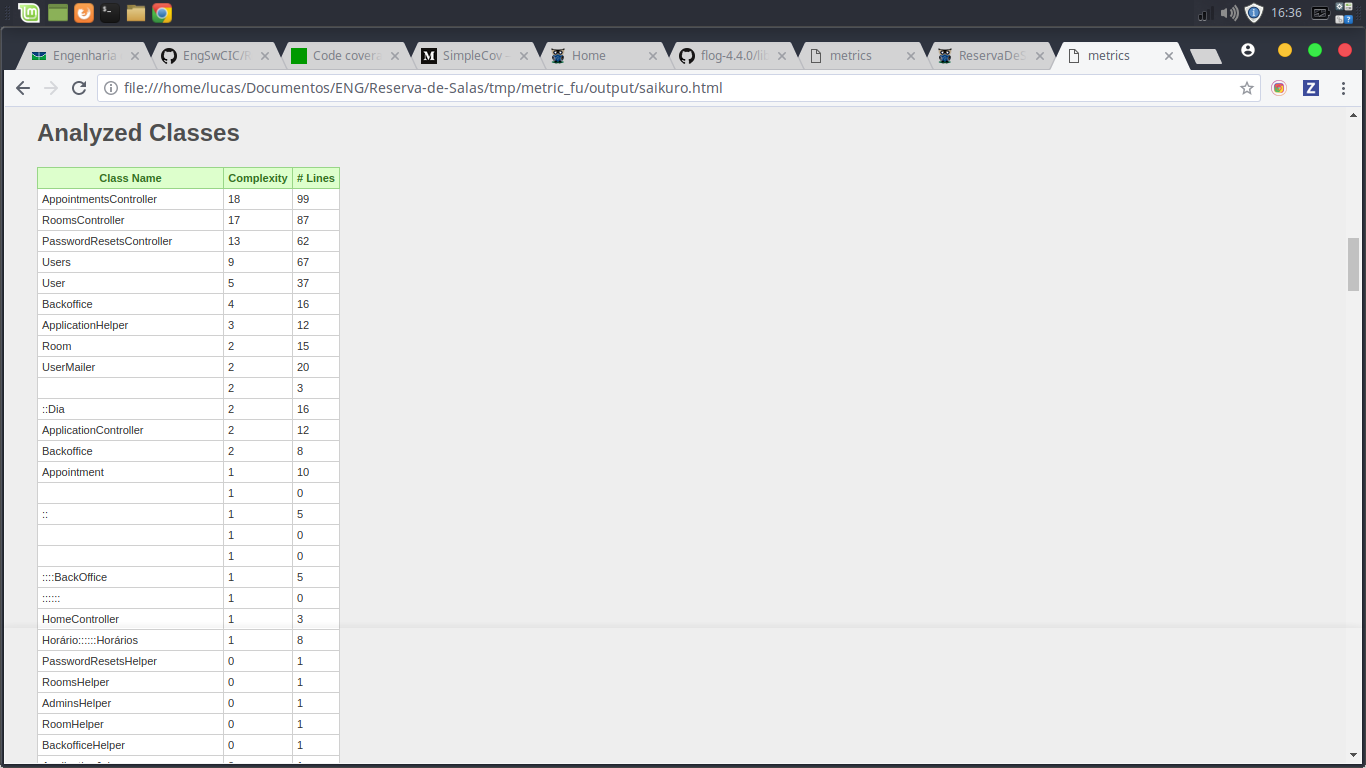 16:36
Engenharia
EngSwCIC/
Code covera
SimpleCov –
Home
flog-4.4.0/lib
metrics
ReservaDeS
metrics
file:///home/lucas/Documentos/ENG/Reserva-de-Salas/tmp/metric_fu/output/saikuro.html
Z
Analyzed Classes
Class Name Complexity # Lines
AppointmentsController 18 99
RoomsController 17 87
PasswordResetsController 13 62
Users 9 67
User 5 37
Backoffice 4 16
ApplicationHelper 3 12
Room 2 15
UserMailer 2 20
2 3
::Dia 2 16
ApplicationController 2 12
Backoffice 2 8
Appointment 1 10
1 0
:: 1 5
1 0
1 0
::::BackOffice 1 5
:::::: 1 0
HomeController 1 3
Horário::::::Horários 1 8
PasswordResetsHelper 0 1
RoomsHelper 0 1
AdminsHelper 0 1
RoomHelper 0 1
BackofficeHelper 0 1